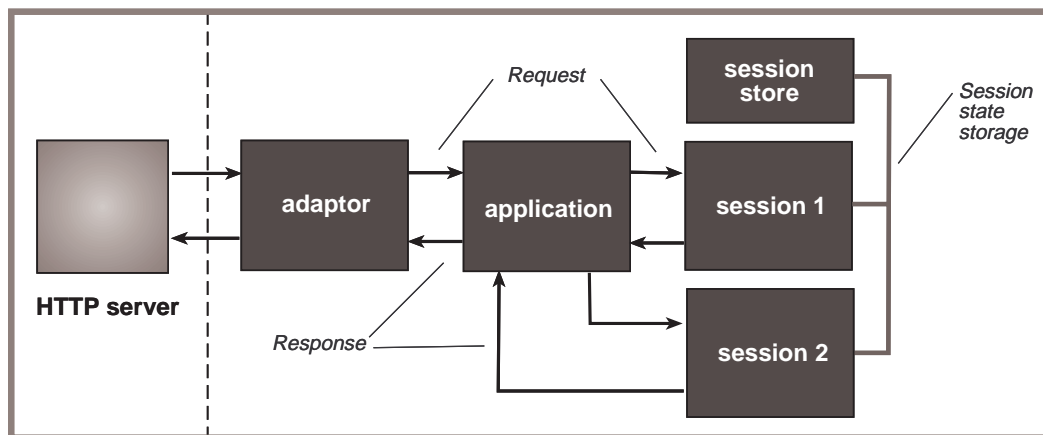 Request
session
store
Session
state
storage
adaptor
application
session 1
HTTP server
Response
session 2